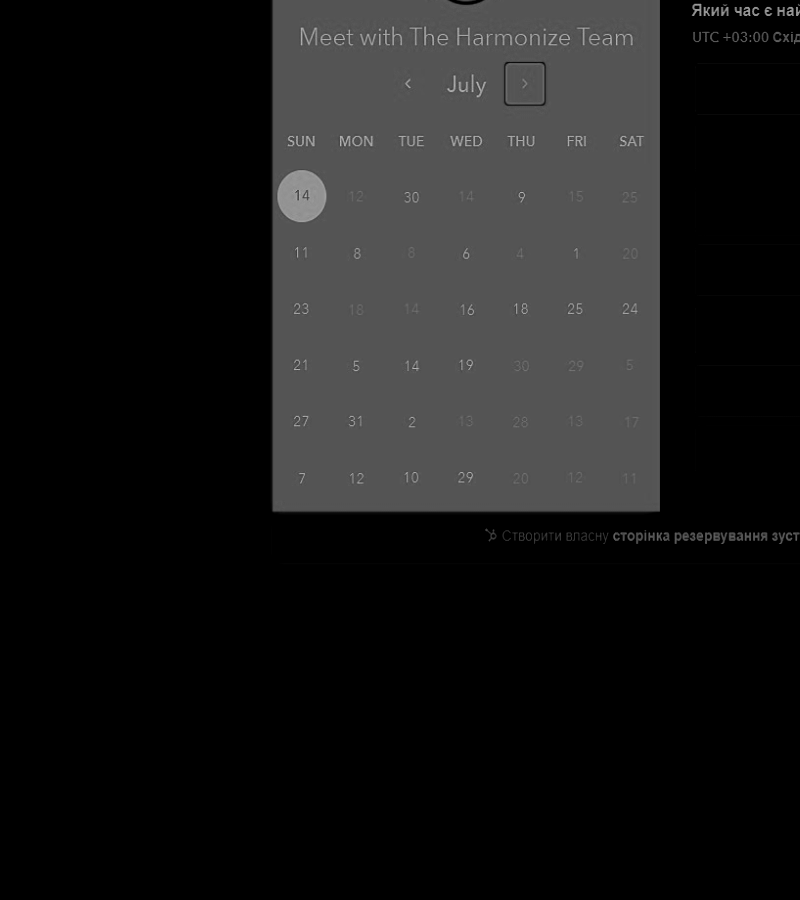 Який час є
UTC +03:00
Meet with The Harmonize Team
July
SUN MON TUE WED THU FRI SAT
14 12 30 14 9 15 25
11 8 8 6 4 1 20
23 18 14 16 18 25 24
21 5 14 19 30 29 5
27 31 2 13 28 13 17
7 12 10 29 20 12 11
Створити власну сторінка резервування